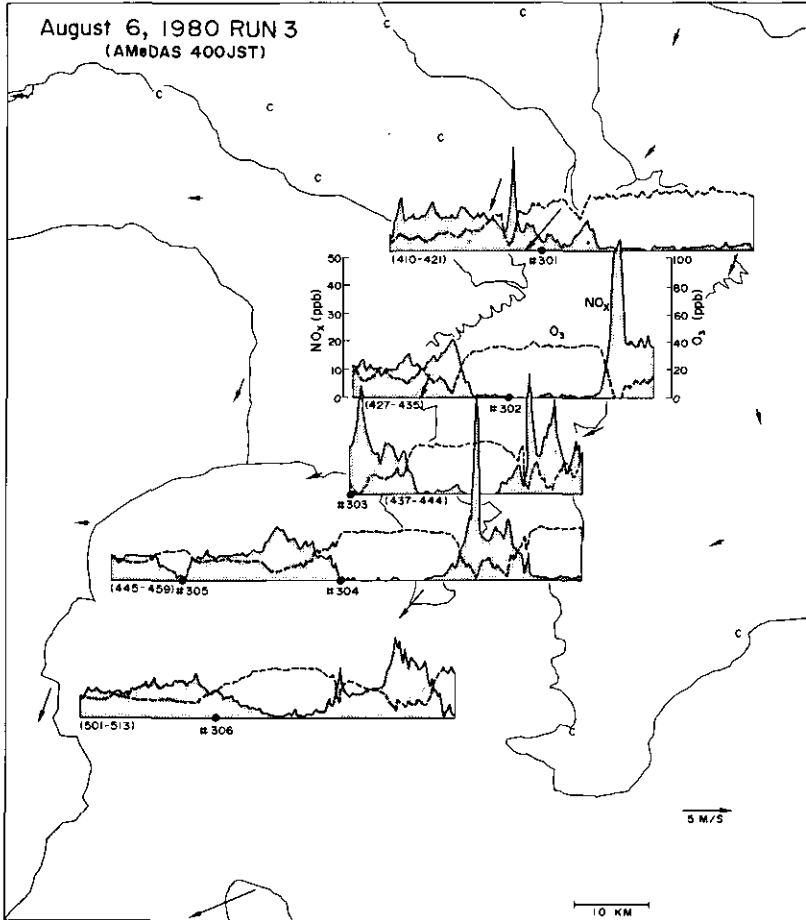 August 6, 1980 RUN 3
(AMeDAS 400JST)
C
C
C
C
C
C
(410-421)
#301
50
40
30
20
10
0
NOx (ppb)
NOx
O3
100
80
60
40
20
0
O3 (ppb)
(427-435)
#302
#303
(437-444)
(445-459)
#305
#304
(501-513)
#306
C
C
5 M/S
10 KM